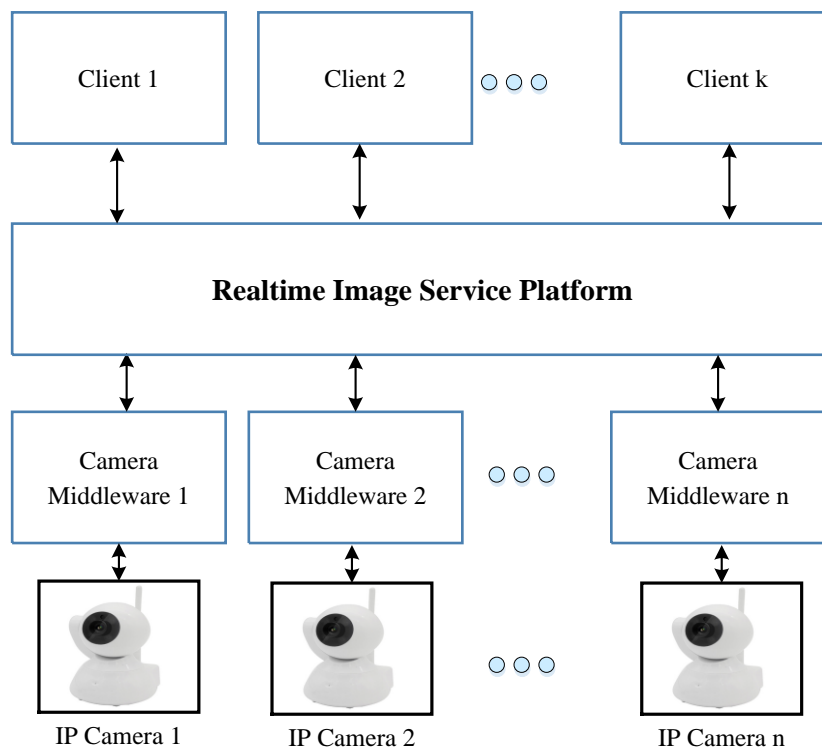 Client 1
Client 2
Client k
Realtime Image Service Platform
Camera
Middleware 1
Camera
Middleware 2
Camera
Middleware n
IP Camera 1
IP Camera 2
IP Camera n